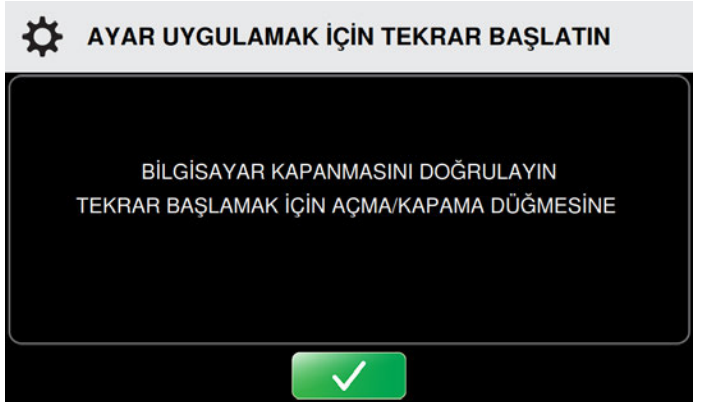 AYAR UYGULAMAK İÇİN TEKRAR BAŞLATIN
BİLGİSAYAR KAPANMASINI DOĞRULAYIN
TEKRAR BAŞLAMAK İÇİN AÇMA/KAPAMA DÜĞMESİNE